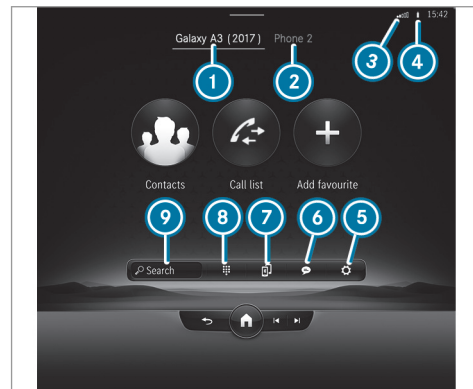 15:42
3 4
Galaxy A3 (2017) Phone 2
1 2
Contacts Call list Add favourite
9 8 7 6 5
Search